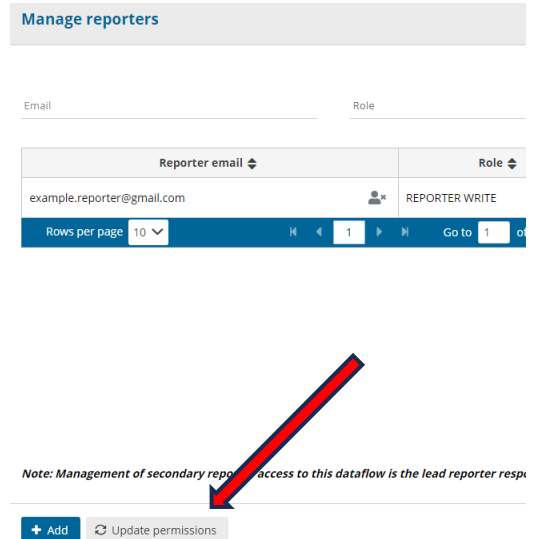 Manage reporters
Email Role
Reporter email Role
example.reporter@gmail.com REPORTER WRITE
Rows per page 10 1 Go to 1 of
Note: Management of secondary access to this dataflow is the lead reporter
+ Add Update permissions